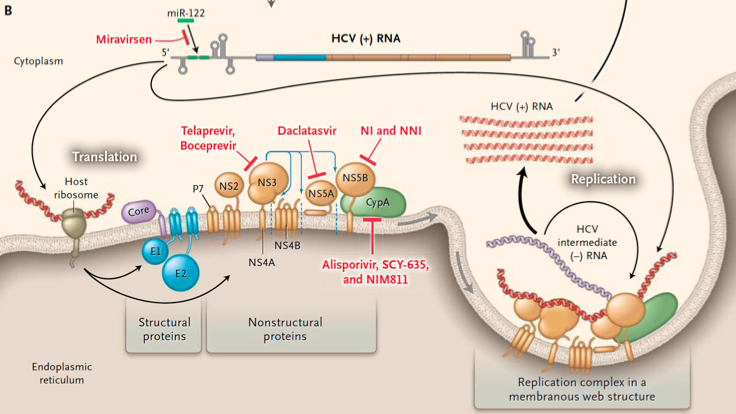 B
miR-122
Miravirsen
5'
HCV (+) RNA
3'
Cytoplasm
HCV (+) RNA
Telaprevir,
Boceprevir
Daclatasvir
NI and NNI
Translation
Host
ribosome
Core
E1
E2
P7
NS2
NS3
NS4A
NS4B
NS5A
NS5B
CypA
Alisporivir, SCY-635,
and NIM811
Replication
HCV
intermediate
(–) RNA
Structural
proteins
Nonstructural
proteins
Endoplasmic
reticulum
Replication complex in a
membranous web structure